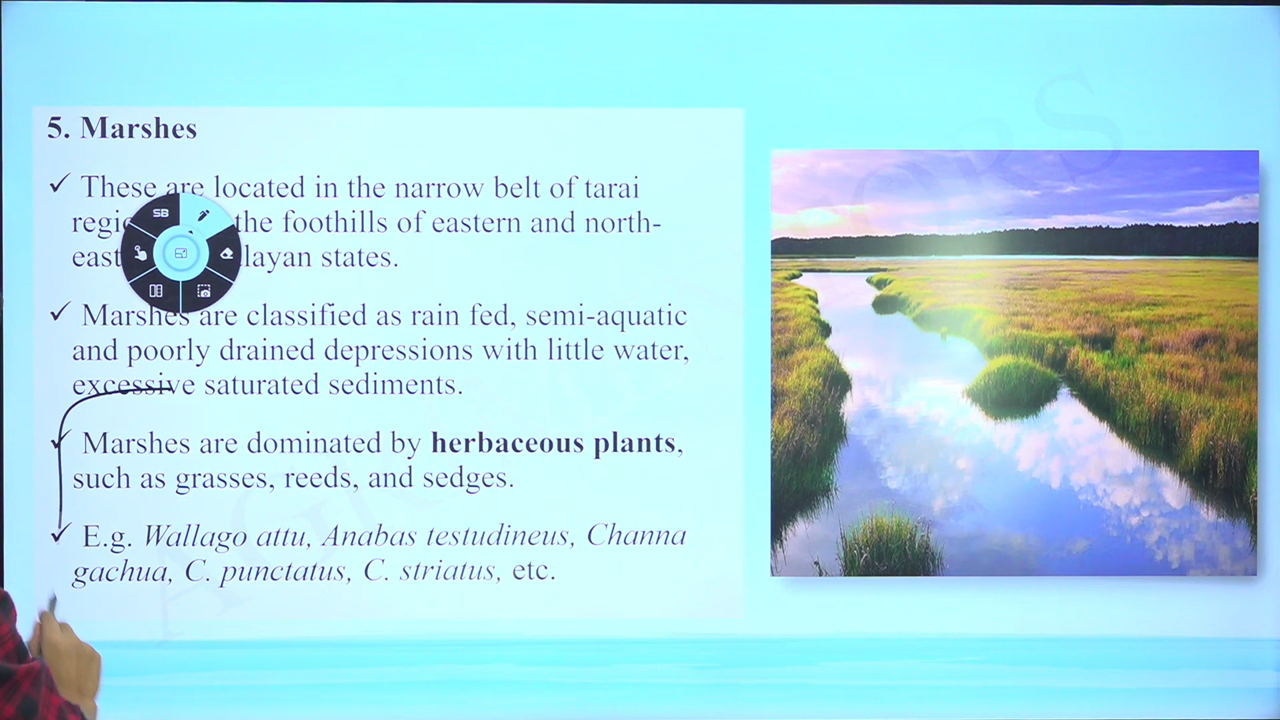 5. Marshes
✓ These are located in the narrow belt of tarai
regi the foothills of eastern and north-
east layan states.
✓ Marshes are classified as rain fed, semi-aquatic
and poorly drained depressions with little water,
excessive saturated sediments.
✓ Marshes are dominated by herbaceous plants,
such as grasses, reeds, and sedges.
✓ E.g. Wallago attu, Anabas testudineus, Channa
gachua, C. punctatus, C. striatus, etc.
SB